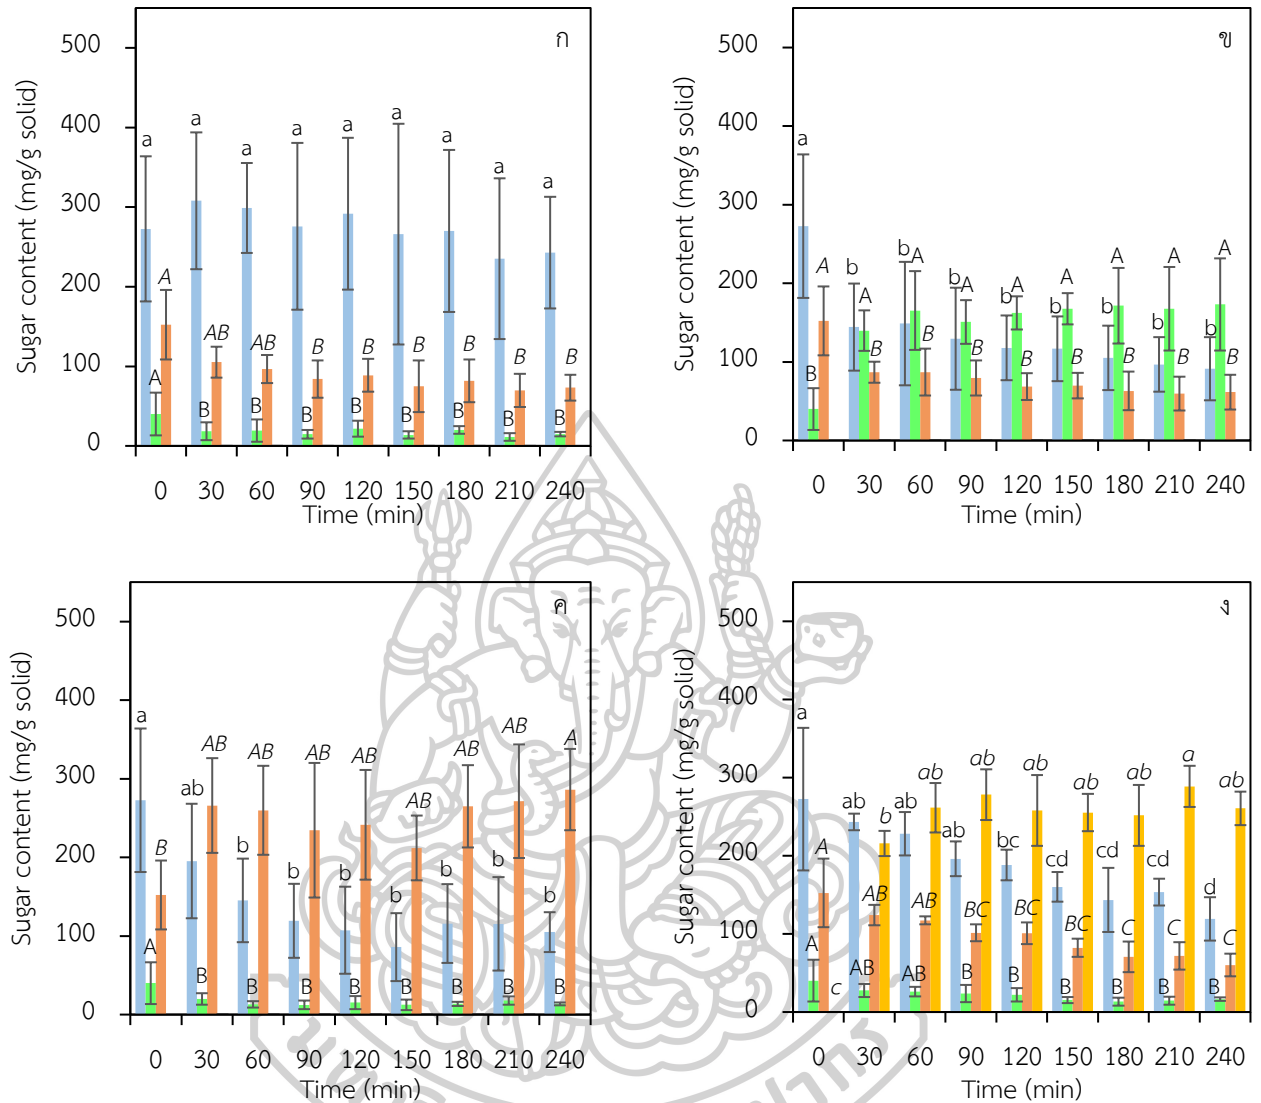 ก
500
400
300
200
100
0
Sugar content (mg/g solid)
a a a a a a a a a
A B B B B B B B B
A AB AB B B B B B B
0 30 60 90 120 150 180 210 240
Time (min)
ข
500
400
300
200
100
0
Sugar content (mg/g solid)
a b b b b b b b b
B A A A A A A A A
A B B B B B B B B
0 30 60 90 120 150 180 210 240
Time (min)
ค
500
400
300
200
100
0
Sugar content (mg/g solid)
a ab b b b b b b b
A B B B B B B B B
B AB AB AB AB AB AB AB A
0 30 60 90 120 150 180 210 240
Time (min)
ง
500
400
300
200
100
0
Sugar content (mg/g solid)
a ab ab ab bc cd cd cd d
A AB AB B B B B B B
A AB AB BC BC BC C C C
c b ab ab ab ab ab a ab
0 30 60 90 120 150 180 210 240
Time (min)